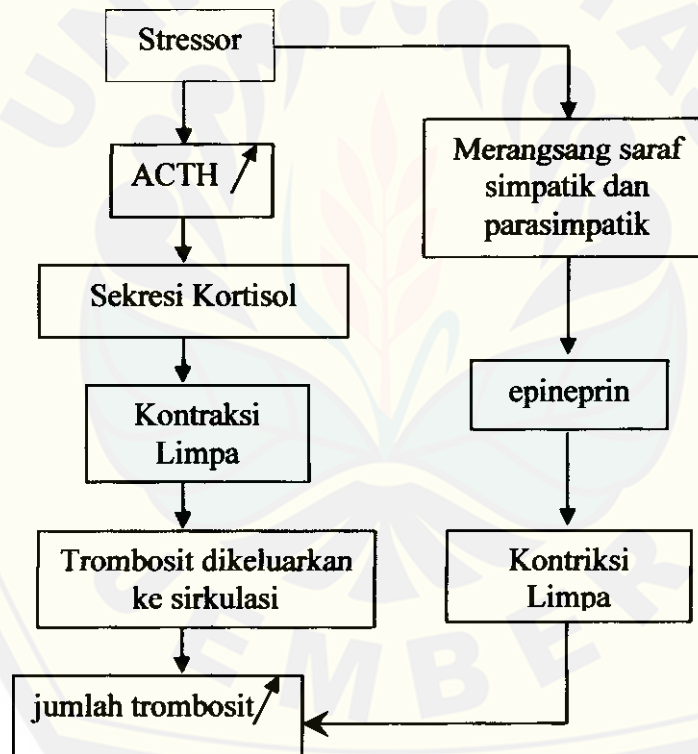 Stressor
ACTH
Sekresi Kortisol
Kontraksi
Limpa
Trombosit dikeluarkan
ke sirkulasi
jumlah trombosit
Merangsang saraf
simpatik dan
parasimpatik
epineprin
Kontriksi
Limpa
EMBER